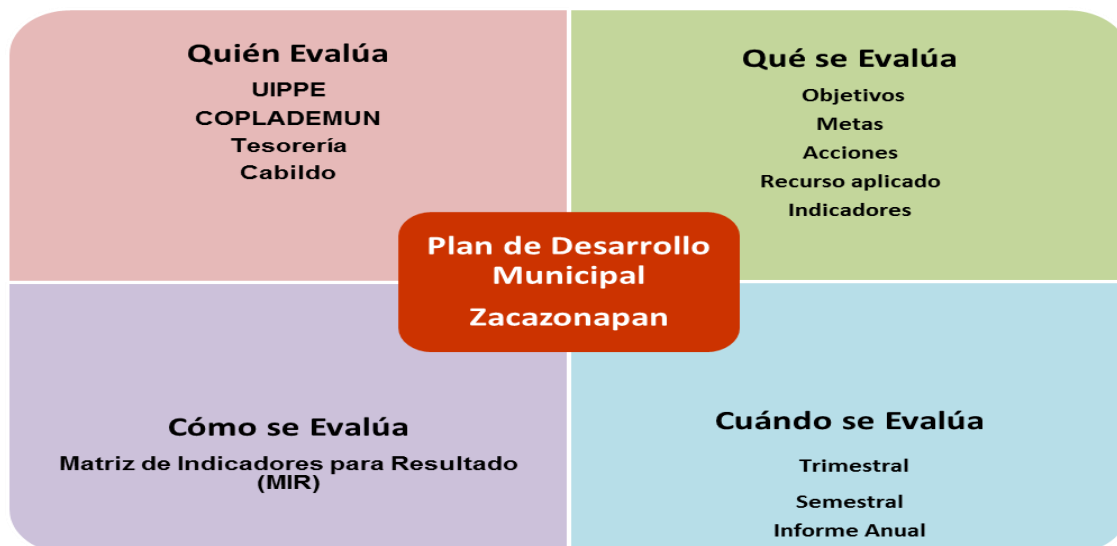 Quién Evalúa
UIPPE
COPLADEMUN
Tesorería
Cabildo
Qué se Evalúa
Objetivos
Metas
Acciones
Recurso aplicado
Indicadores
Plan de Desarrollo
Municipal
Zacazonapan
Cómo se Evalúa
Matriz de Indicadores para Resultado
(MIR)
Cuándo se Evalúa
Trimestral
Semestral
Informe Anual